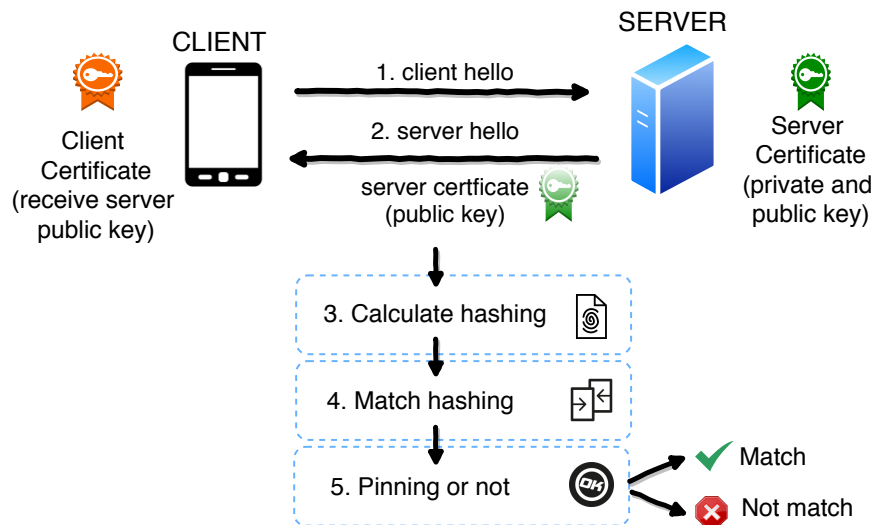 CLIENT
SERVER
1. client hello
2. server hello
Client
Certificate
(receive server
public key)
server certficate
(public key)
Server
Certificate
(private and
public key)
3. Calculate hashing
4. Match hashing
5. Pinning or not
OK
Match
Not match